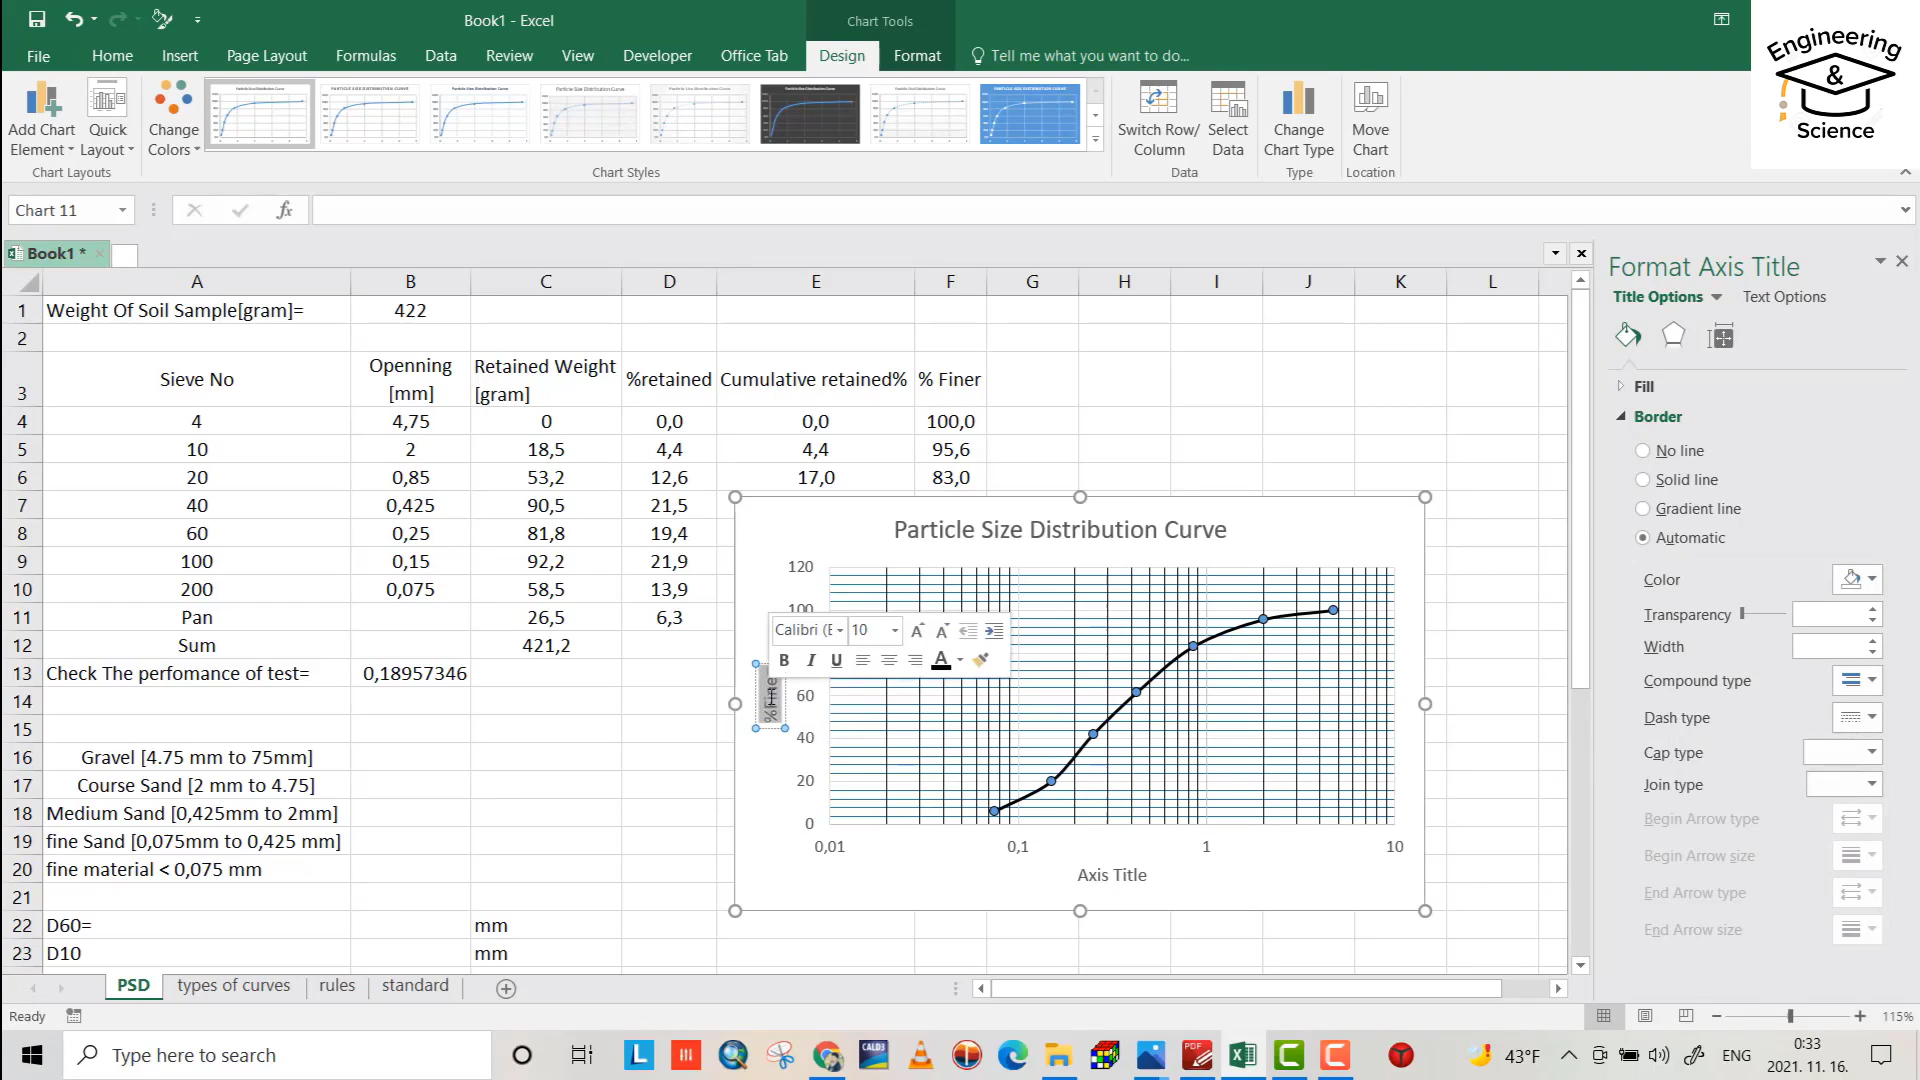 Book1 - Excel
Chart Tools
File Home Insert Page Layout Formulas Data Review View Developer Office Tab Design Format Tell me what you want to do...
Engineering
&
Science
Add Chart Element
Quick Layout
Change Colors
Switch Row/ Column
Select Data
Change Chart Type
Move Chart
Chart Layouts
Chart Styles
Data
Type
Location
Chart 11
fx
Book1 *
A B C D E F G H I J K L
1 Weight Of Soil Sample[gram]= 422
2
3 Sieve No Openning [mm] Retained Weight [gram] %retained Cumulative retained% % Finer
4 4 4,75 0 0,0 0,0 100,0
5 10 2 18,5 4,4 4,4 95,6
6 20 0,85 53,2 12,6 17,0 83,0
7 40 0,425 90,5 21,5
8 60 0,25 81,8 19,4
9 100 0,15 92,2 21,9
10 200 0,075 58,5 13,9
11 Pan 26,5 6,3
12 Sum 421,2
13 Check The perfomance of test= 0,18957346
14
15
16 Gravel [4.75 mm to 75mm]
17 Course Sand [2 mm to 4.75]
18 Medium Sand [0,425mm to 2mm]
19 fine Sand [0,075mm to 0,425 mm]
20 fine material < 0,075 mm
21
22 D60= mm
23 D10 mm
Particle Size Distribution Curve
120
100
60
40
20
0
0,01 0,1 1 10
Axis Title
%Fine
Calibri (E 10
B I U A
Format Axis Title
Title Options Text Options
Fill
Border
No line
Solid line
Gradient line
Automatic
Color
Transparency
Width
Compound type
Dash type
Cap type
Join type
Begin Arrow type
Begin Arrow size
End Arrow type
End Arrow size
PSD types of curves rules standard
Ready
115%
Type here to search
L
CALD3
PDF
43°F
ENG
0:33
2021. 11. 16.